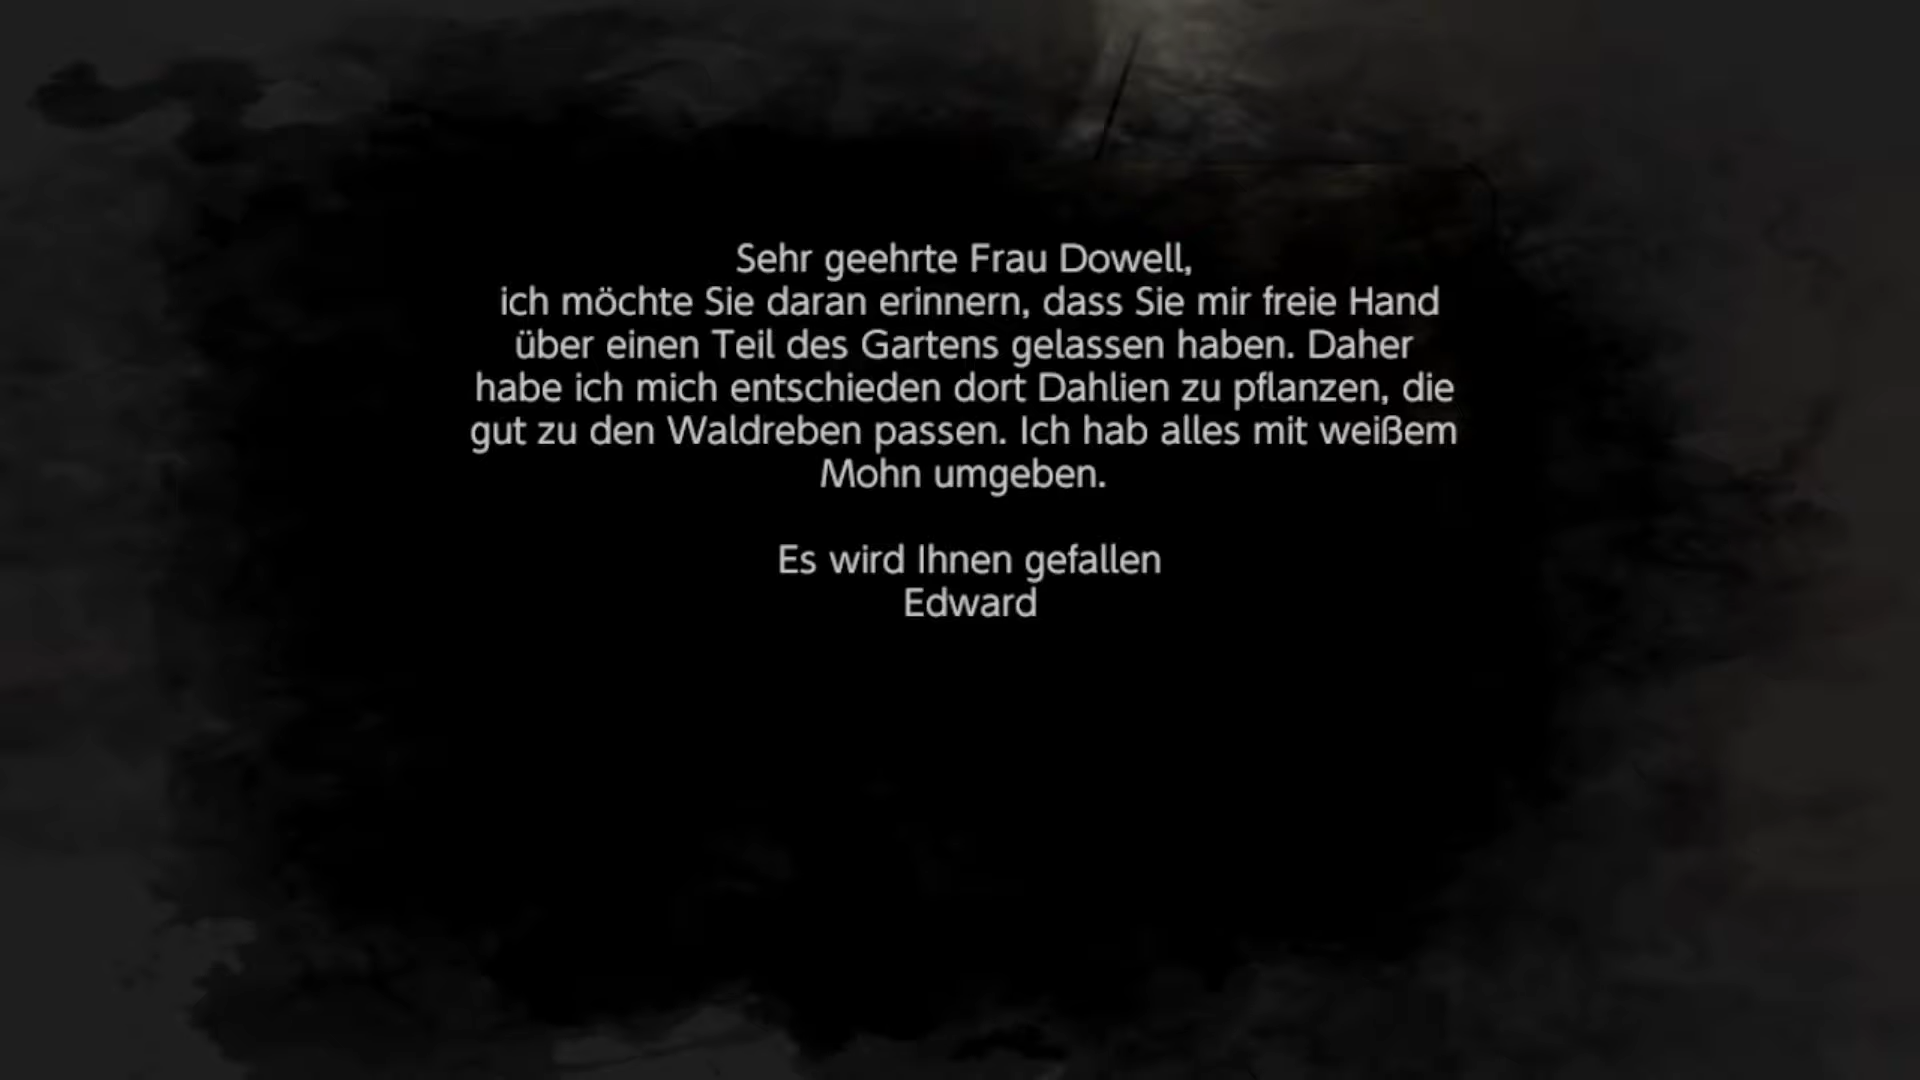 Sehr geehrte Frau Dowell,
ich möchte Sie daran erinnern, dass Sie mir freie Hand
über einen Teil des Gartens gelassen haben. Daher
habe ich mich entschieden dort Dahlien zu pflanzen, die
gut zu den Waldreben passen. Ich hab alles mit weißem
Mohn umgeben.
Es wird Ihnen gefallen
Edward